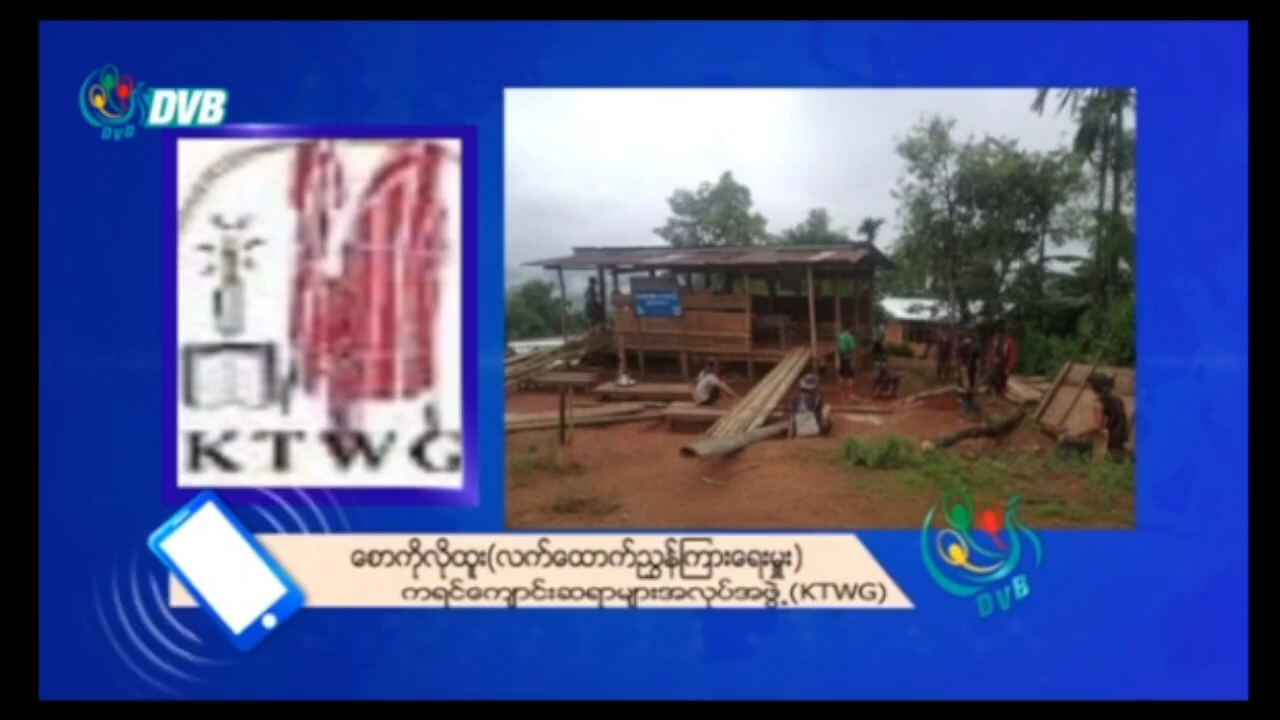 DVB
DVB
KTWG
စောကိုလိုထူး(လက်ထောက်ညွှန်ကြားရေးမှူး)
ကရင်ကျောင်းဆရာများအလုပ်အဖွဲ့(KTWG)
DVB